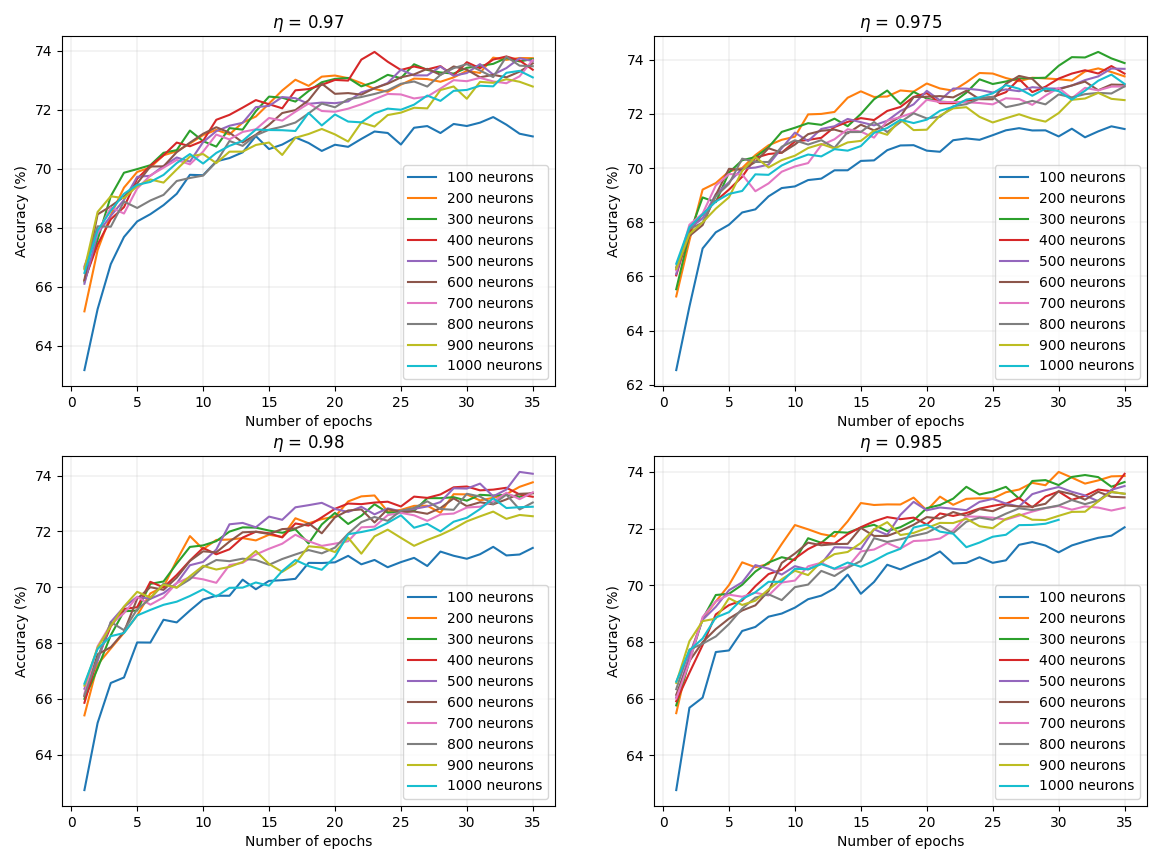 η = 0.97
74
72
70
68
66
64
0 5 10 15 20 25 30 35
Accuracy (%)
Number of epochs
100 neurons
200 neurons
300 neurons
400 neurons
500 neurons
600 neurons
700 neurons
800 neurons
900 neurons
1000 neurons
η = 0.975
74
72
70
68
66
64
62
0 5 10 15 20 25 30 35
Accuracy (%)
Number of epochs
100 neurons
200 neurons
300 neurons
400 neurons
500 neurons
600 neurons
700 neurons
800 neurons
900 neurons
1000 neurons
η = 0.98
74
72
70
68
66
64
0 5 10 15 20 25 30 35
Accuracy (%)
Number of epochs
100 neurons
200 neurons
300 neurons
400 neurons
500 neurons
600 neurons
700 neurons
800 neurons
900 neurons
1000 neurons
η = 0.985
74
72
70
68
66
64
0 5 10 15 20 25 30 35
Accuracy (%)
Number of epochs
100 neurons
200 neurons
300 neurons
400 neurons
500 neurons
600 neurons
700 neurons
800 neurons
900 neurons
1000 neurons